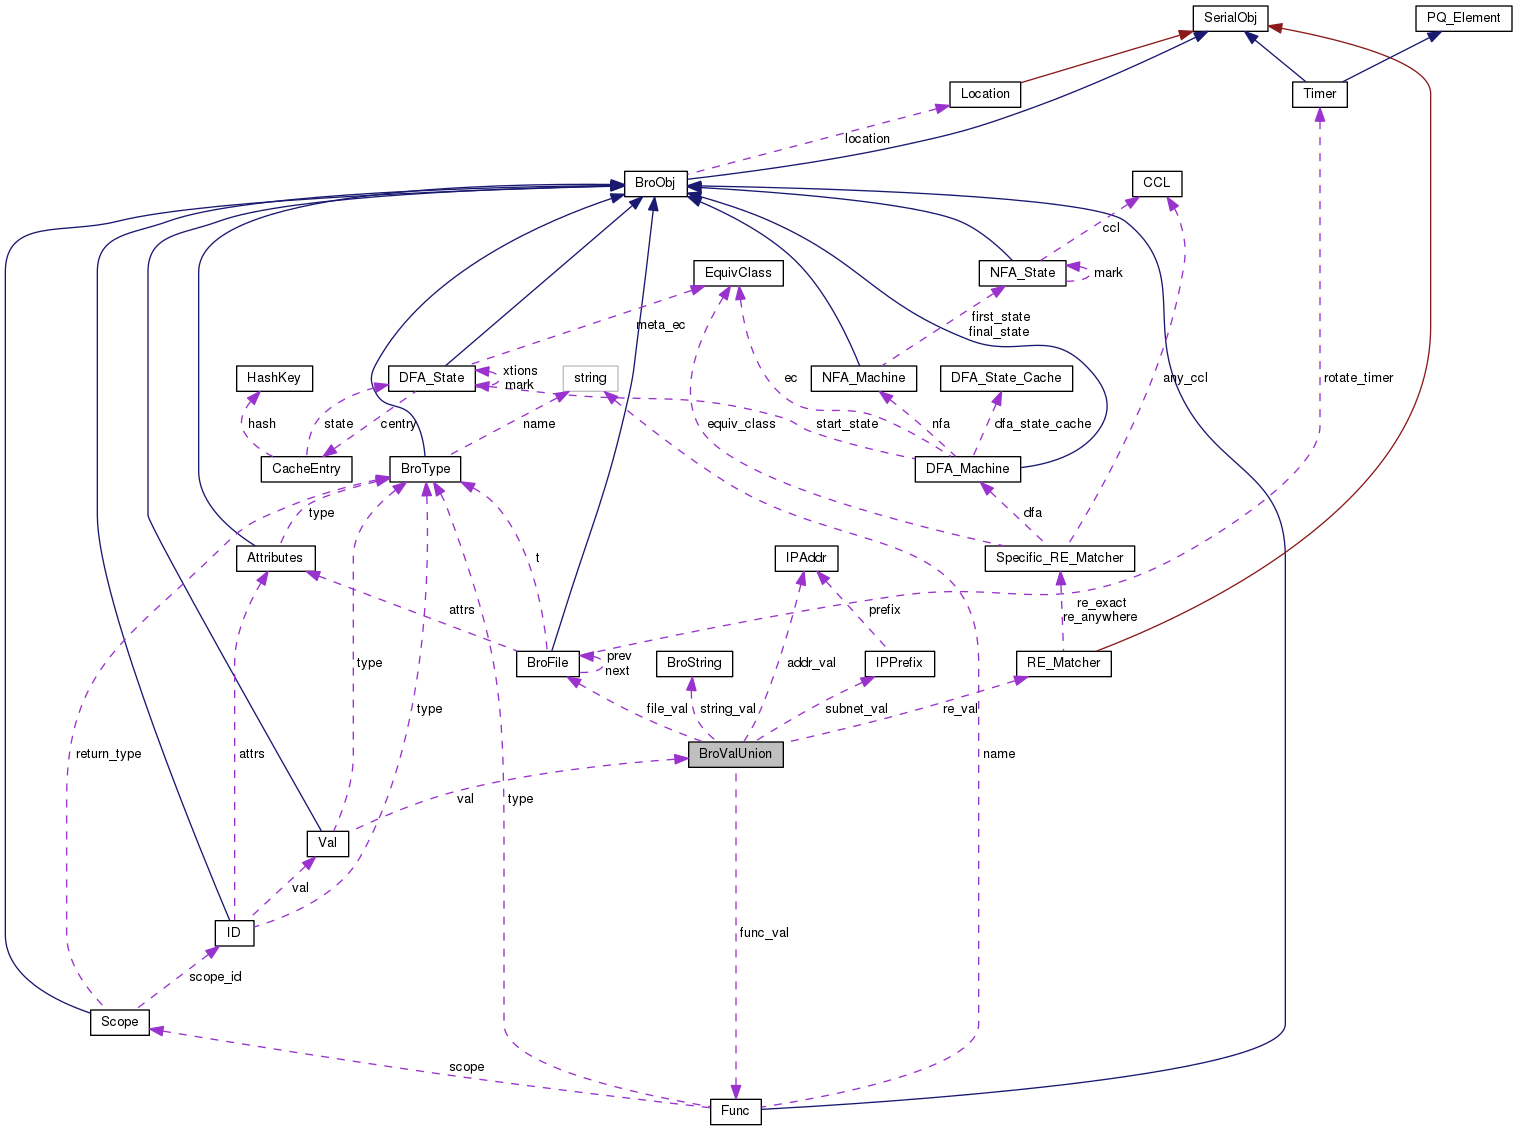 SerialObj
PQ_Element
Location
Timer
location
BroObj
CCL
ccl
EquivClass
NFA_State
mark
first_state
final_state
meta_ec
HashKey
DFA_State
xtions
mark
string
ec
NFA_Machine
DFA_State_Cache
any_ccl
rotate_timer
hash
state
centry
name
equiv_class
start_state
nfa
dfa_state_cache
CacheEntry
BroType
DFA_Machine
type
dfa
Attributes
t
IPAddr
Specific_RE_Matcher
attrs
prefix
re_exact
re_anywhere
type
BroFile
prev
next
BroString
addr_val
IPPrefix
RE_Matcher
type
file_val
string_val
subnet_val
re_val
return_type
attrs
BroValUnion
name
val
type
Val
val
ID
func_val
scope_id
Scope
scope
Func